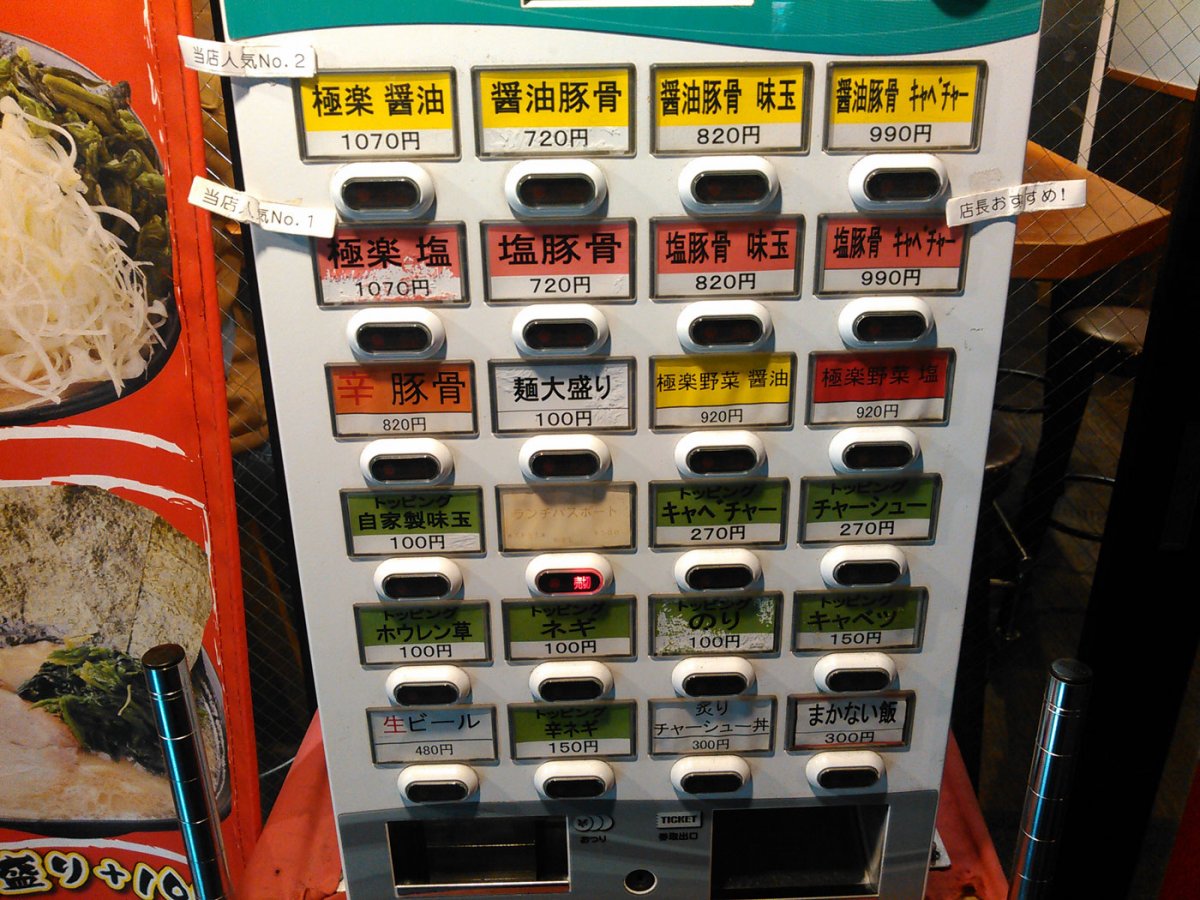 当店人気No.2
極楽 醤油
1070円
醤油豚骨
720円
醤油豚骨 味玉
820円
醤油豚骨 ｷｬﾍﾞﾁｬｰ
990円
当店人気No.1
店長おすすめ!
極楽 塩
1070円
塩豚骨
720円
塩豚骨 味玉
820円
塩豚骨 ｷｬﾍﾞﾁｬｰ
990円
辛 豚骨
820円
麺大盛り
100円
極楽野菜 醤油
920円
極楽野菜 塩
920円
トッピング
自家製味玉
100円
ランチパスポート
トッピング
キャベチャー
270円
トッピング
チャーシュー
270円
売切
トッピング
ホウレン草
100円
トッピング
ネギ
100円
トッピング
のり
100円
トッピング
キャベツ
150円
生ビール
480円
トッピング
辛ネギ
150円
炙り
チャーシュー丼
300円
まかない飯
300円
おつり
TICKET
券取出口
盛り+10